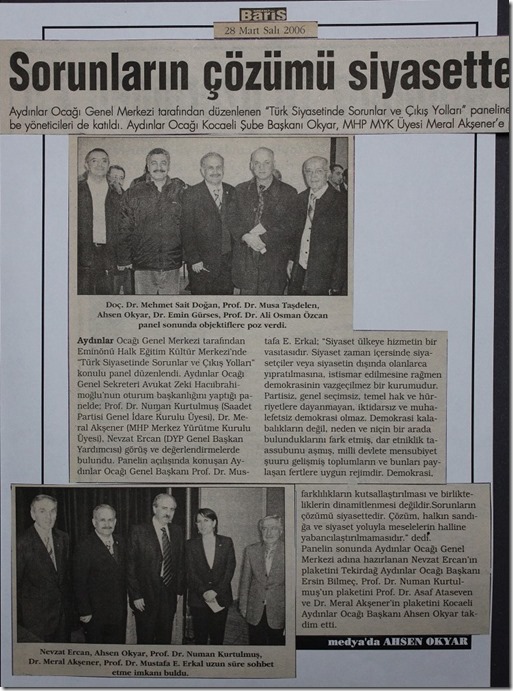 Barış
28 Mart Salı 2006
Sorunların çözümü siyasette
Aydınlar Ocağı Genel Merkezi tarafından düzenlenen "Türk Siyasetinde Sorunlar ve Çıkış Yolları" paneline
be yöneticileri de katıldı. Aydınlar Ocağı Kocaeli Şube Başkanı Okyar, MHP MYK Üyesi Meral Akşener'e
Doç. Dr. Mehmet Sait Doğan, Prof. Dr. Musa Taşdelen,
Ahsen Okyar, Dr. Emin Gürses, Prof. Dr. Ali Osman Özcan
panel sonunda objektiflere poz verdi.
Aydınlar Ocağı Genel Merkezi tarafından
Eminönü Halk Eğitim Kültür Merkezi'nde
"Türk Siyasetinde Sorunlar ve Çıkış Yolları"
konulu panel düzenlendi. Aydınlar Ocağı
Genel Sekreteri Avukat Zeki Hacıibrahi-
moğlu'nun oturum başkanlığını yaptığı pa-
nelde; Prof. Dr. Numan Kurtulmuş (Saadet
Partisi Genel İdare Kurulu Üyesi), Dr. Me-
ral Akşener (MHP Merkez Yürütme Kurulu
Üyesi), Nevzat Ercan (DYP Genel Başkan
Yardımcısı) görüş ve değerlendirmelerde
bulundu. Panelin açılışında konuşan Ay-
dınlar Ocağı Genel Başkanı Prof. Dr. Mus-
tafa E. Erkal; "Siyaset ülkeye hizmetin bir
vasıtasıdır. Siyaset zaman içersinde siya-
setçiler veya siyasetin dışında olanlarca
yıpratılmasına, istismar edilmesine rağmen
demokrasinin vazgeçilmez bir kurumudur.
Partisiz, genel seçimsiz, temel hak ve hür-
riyetlere dayanmayan, iktidarsız ve muha-
lefetsiz demokrasi olmaz. Demokrasi kala-
balıkların değil, neden ve niçin bir arada
bulunduklarını fark etmiş, dar etniklik ta-
assubunu aşmış, milli devlete mensubiyet
şuuru gelişmiş toplumların ve bunları pay-
laşan fertlere uygun rejimdir. Demokrasi,
farklılıkların kutsallaştırılması ve birlikte-
liklerin dinamitlenmesi değildir.Sorunların
çözümü siyasettedir. Çözüm, halkın sandı-
ğa ve siyaset yoluyla meselelerin halline
yabancılaştırılmamasıdır." dedi.
Panelin sonunda Aydınlar Ocağı Genel
Merkezi adına hazırlanan Nevzat Ercan'ın
plaketini Tekirdağ Aydınlar Ocağı Başkanı
Ersin Bilmeç, Prof. Dr. Numan Kurtul-
muş'un plaketini Prof. Dr. Asaf Ataseven
ve Dr. Meral Akşener'in plaketini Kocaeli
Aydınlar Ocağı Başkanı Ahsen Okyar tak-
dim etti.
Nevzat Ercan, Ahsen Okyar, Prof. Dr. Numan Kurtulmuş,
Dr. Meral Akşener, Prof. Dr. Mustafa E. Erkal uzun süre sohbet
etme imkanı buldu.
medya'da AHSEN OKYAR